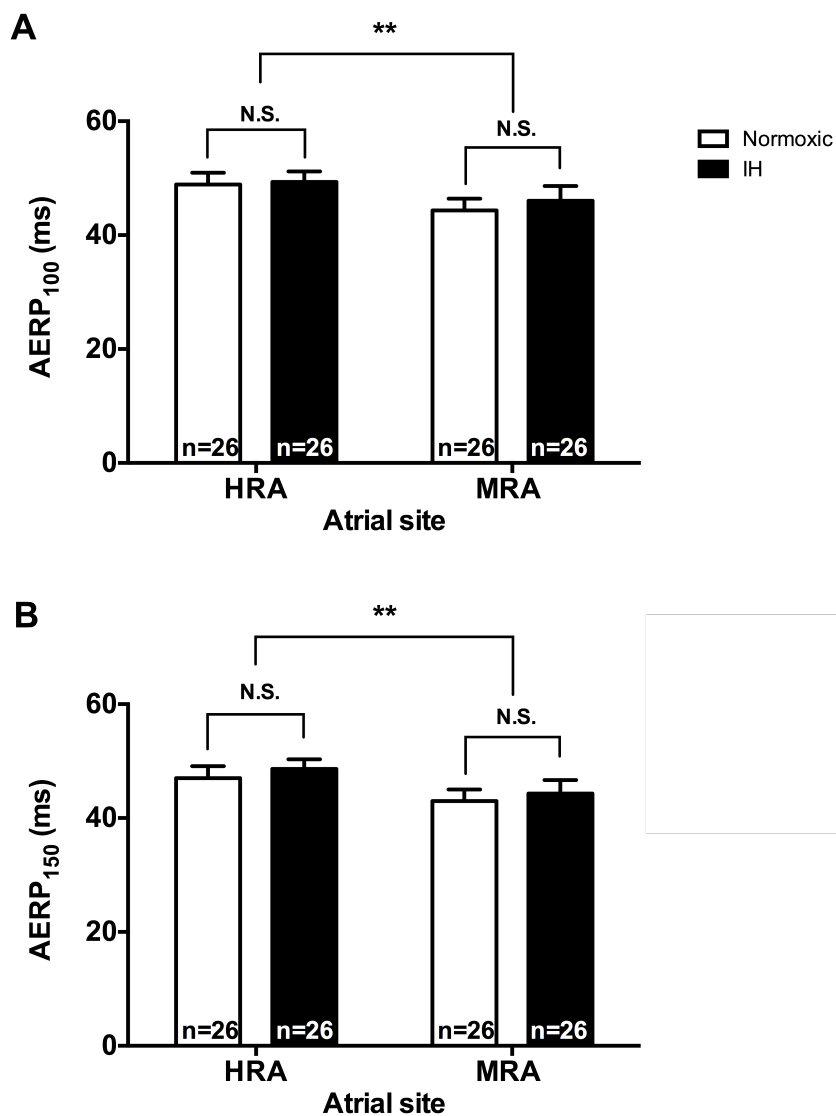 A
**
N.S.
N.S.
Normoxic
IH
60
40
20
0
AERP100 (ms)
n=26
n=26
n=26
n=26
HRA
MRA
Atrial site
B
**
N.S.
N.S.
60
40
20
0
AERP150 (ms)
n=26
n=26
n=26
n=26
HRA
MRA
Atrial site